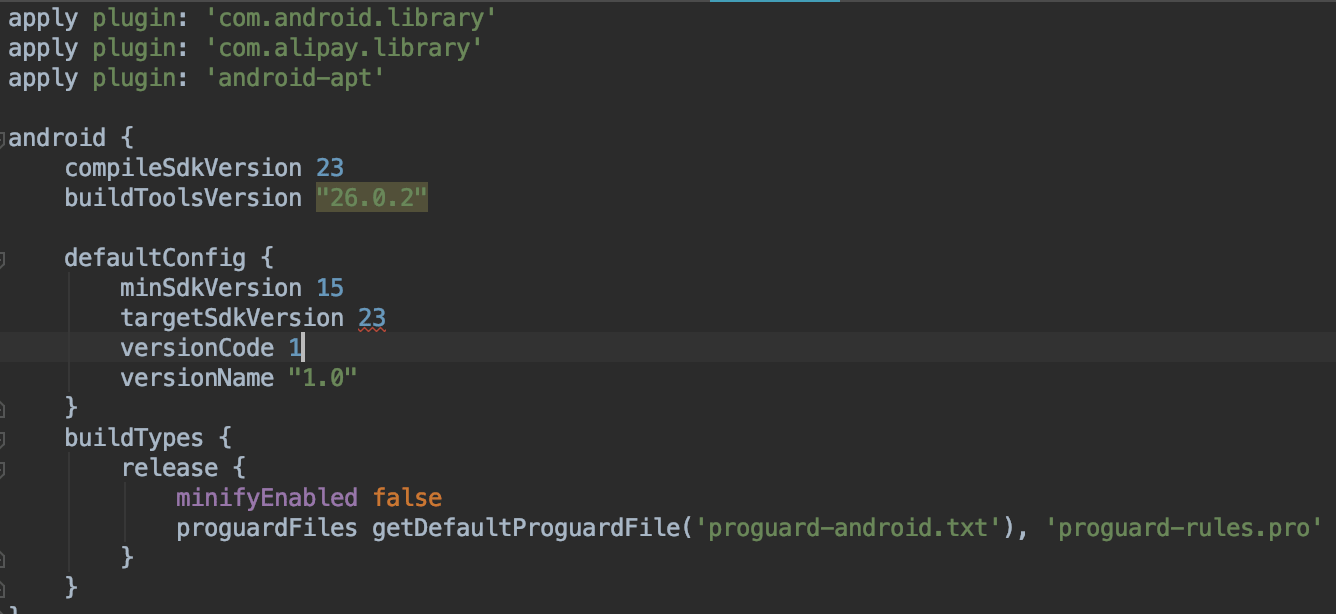 apply plugin: 'com.android.library'
apply plugin: 'com.alipay.library'
apply plugin: 'android-apt'
android {
compileSdkVersion 23
buildToolsVersion "26.0.2"
defaultConfig {
minSdkVersion 15
targetSdkVersion 23
versionCode 1
versionName "1.0"
}
buildTypes {
release {
minifyEnabled false
proguardFiles getDefaultProguardFile('proguard-android.txt'), 'proguard-rules.pro'
}
}
}